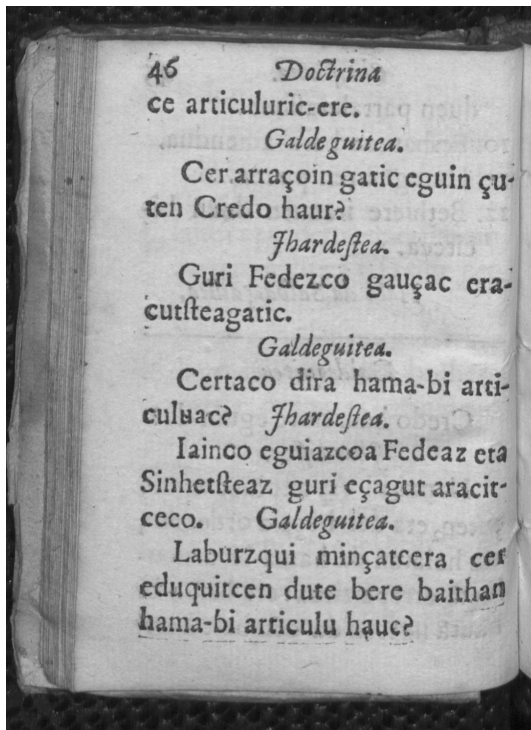 46 Doctrina
ce articuluric-ere.
Galdeguitea.
Cer arraçoin gatic eguin çu-
ten Credo haur?
Jhardeſtea.
Guri Fedezco gauçac era-
cutſteagatic.
Galdeguitea.
Certaco dira hama-bi arti-
culuac? Jhardeſtea.
Iainco eguiazcoa Fedeaz eta
Sinhetſteaz guri eçagut aracit-
ceco. Galdeguitea.
Laburzqui minçatcera cer
eduquitcen dute bere baithan
hama-bi articulu hauc?